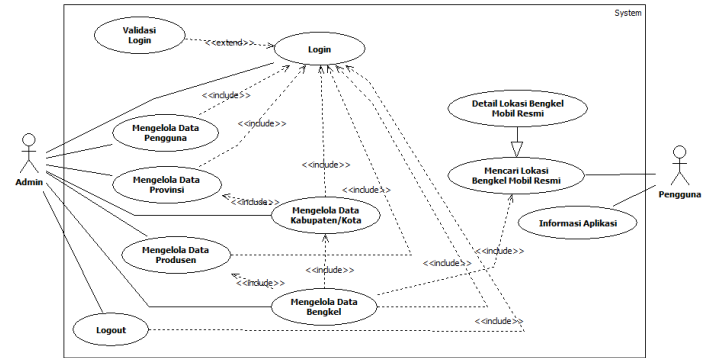 System
Validasi
Login
<<extend>>
Login
<<include>>
<<include>>
Detail Lokasi Bengkel
Mobil Resmi
Mengelola Data
Pengguna
<<include>>
<<include>>
Admin
Mengelola Data
Provinsi
<<include>>
<<include>>
<<include>>
Mencari Lokasi
Bengkel Mobil Resmi
Pengguna
Mengelola Data
Kabupaten/Kota
Informasi Aplikasi
Mengelola Data
Produsen
<<include>>
<<include>>
<<include>>
<<include>>
Mengelola Data
Bengkel
Logout
<<include>>